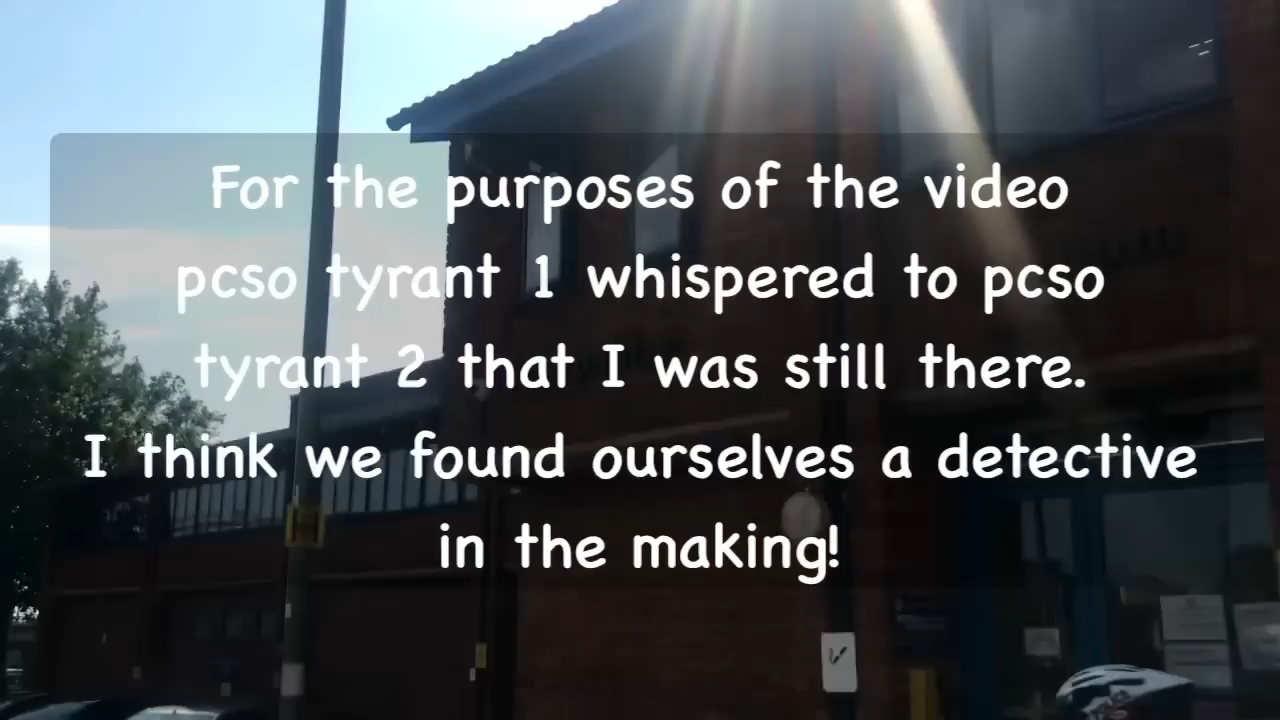 For the purposes of the video
pcso tyrant 1 whispered to pcso
tyrant 2 that I was still there.
I think we found ourselves a detective
in the making!